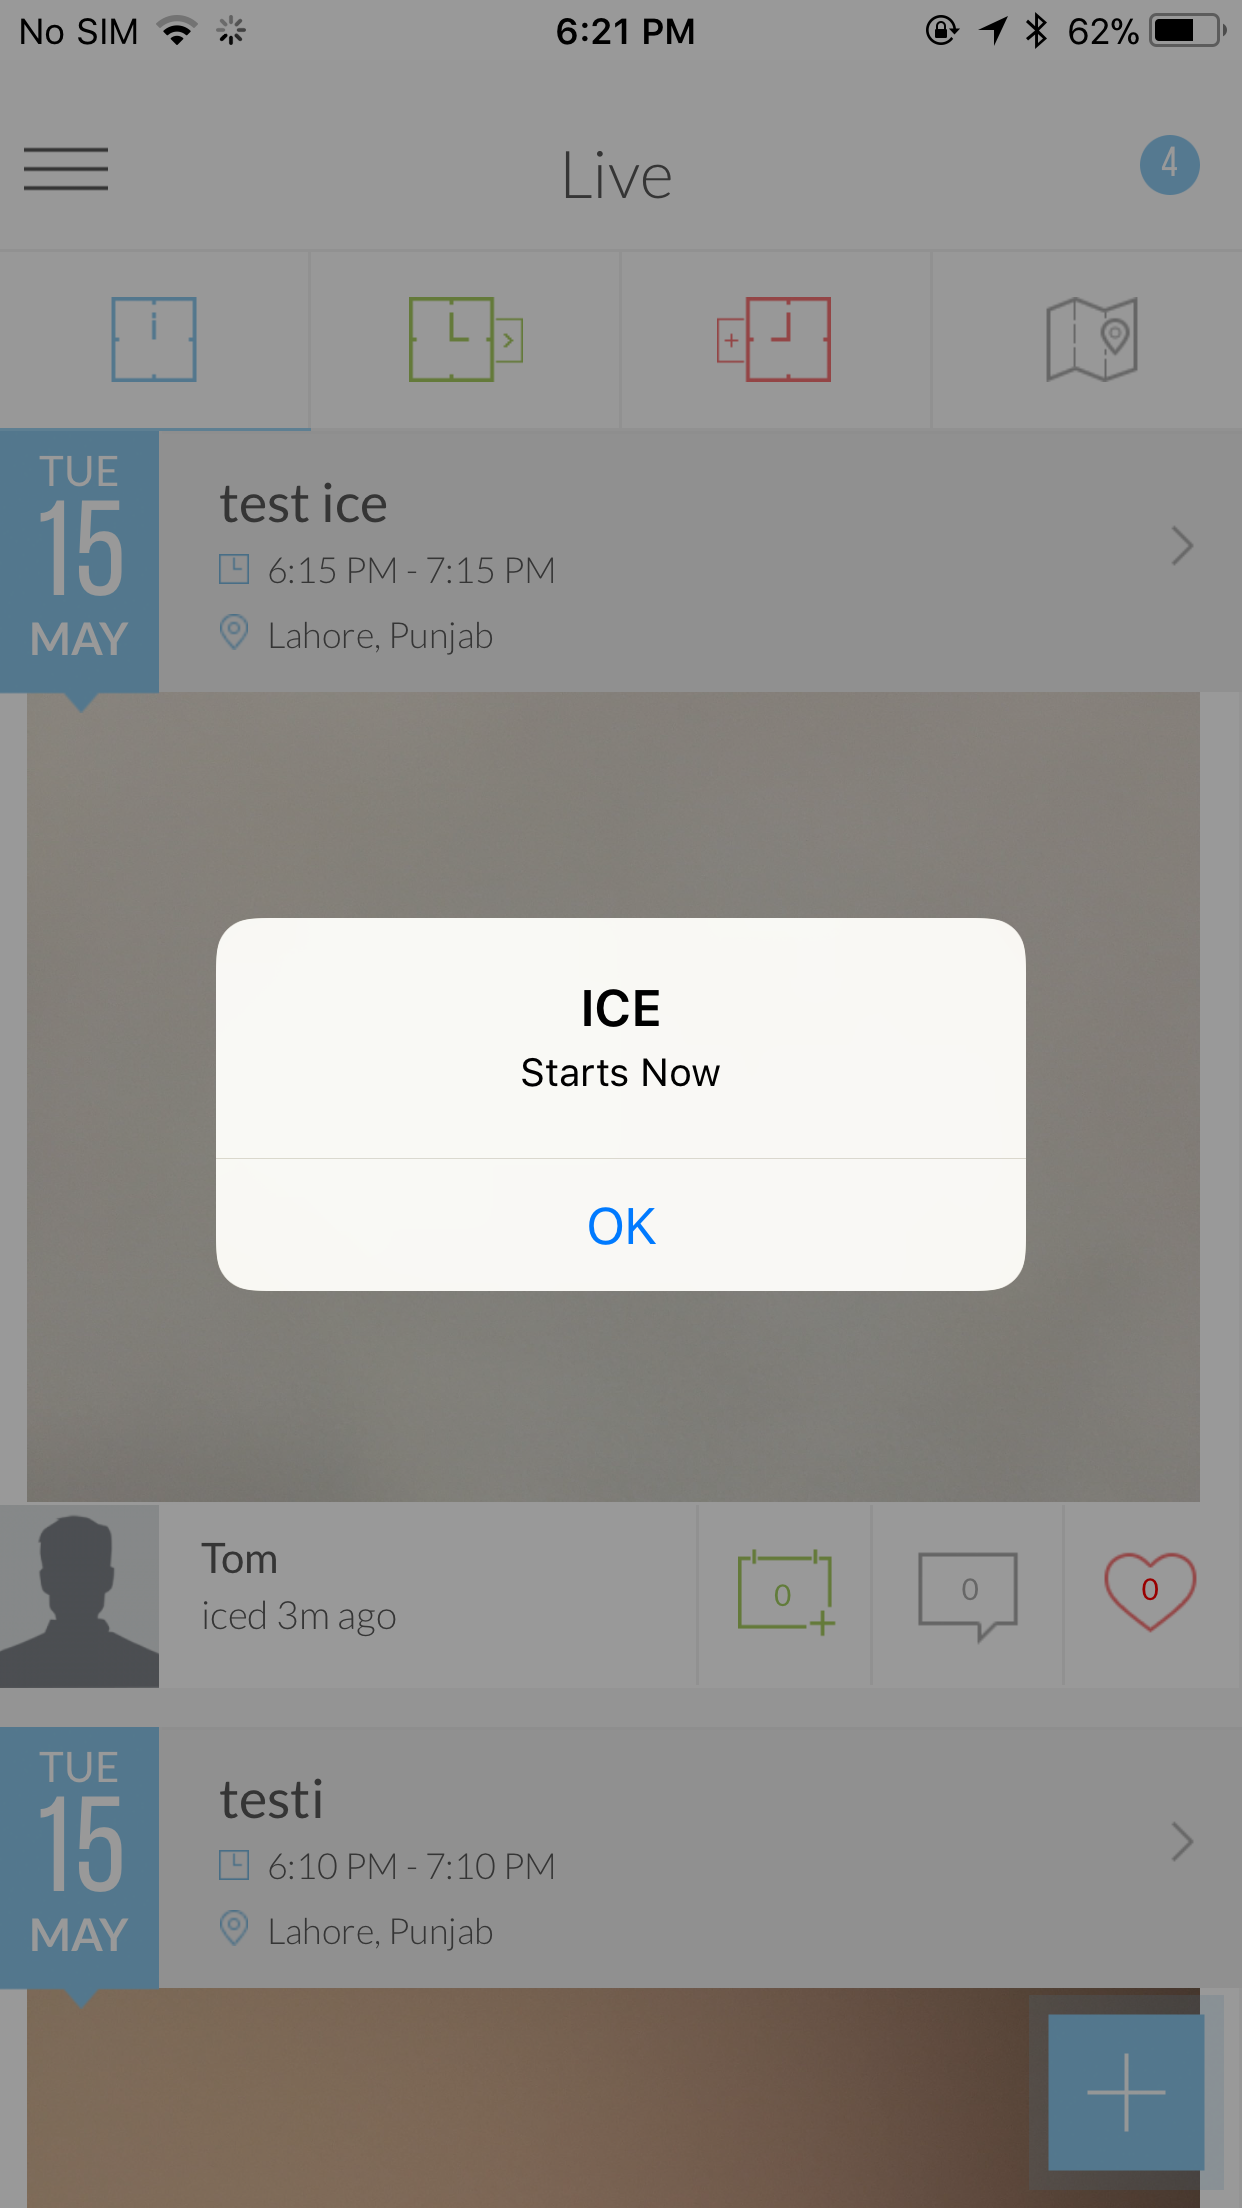 No SIM 6:21 PM 62%
Live
4
TUE
15
MAY
test ice
6:15 PM - 7:15 PM
Lahore, Punjab
ICE
Starts Now
OK
Tom
iced 3m ago
0
0
0
TUE
15
MAY
testi
6:10 PM - 7:10 PM
Lahore, Punjab